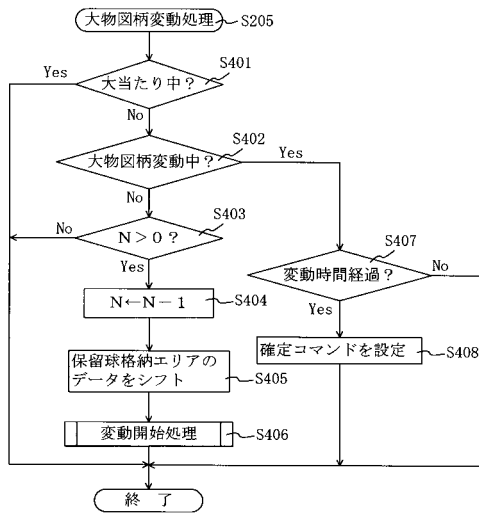 大物図柄変動処理
S205
Yes
S401
大当たり中？
No
S402
大物図柄変動中？
Yes
No
No
S403
N＞0？
Yes
S407
変動時間経過？
No
Yes
N←N－1
S404
確定コマンドを設定
S408
保留球格納エリアの
データをシフト
S405
変動開始処理
S406
終 了